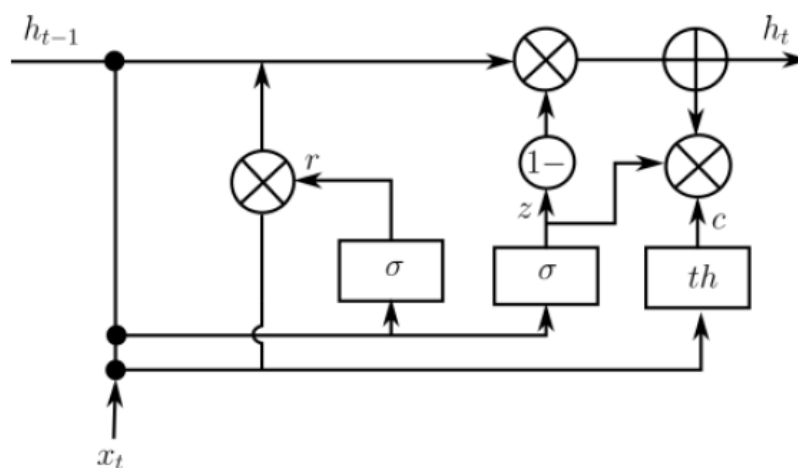 h_{t-1}
h_t
r
1-
z
c
σ
σ
th
x_t